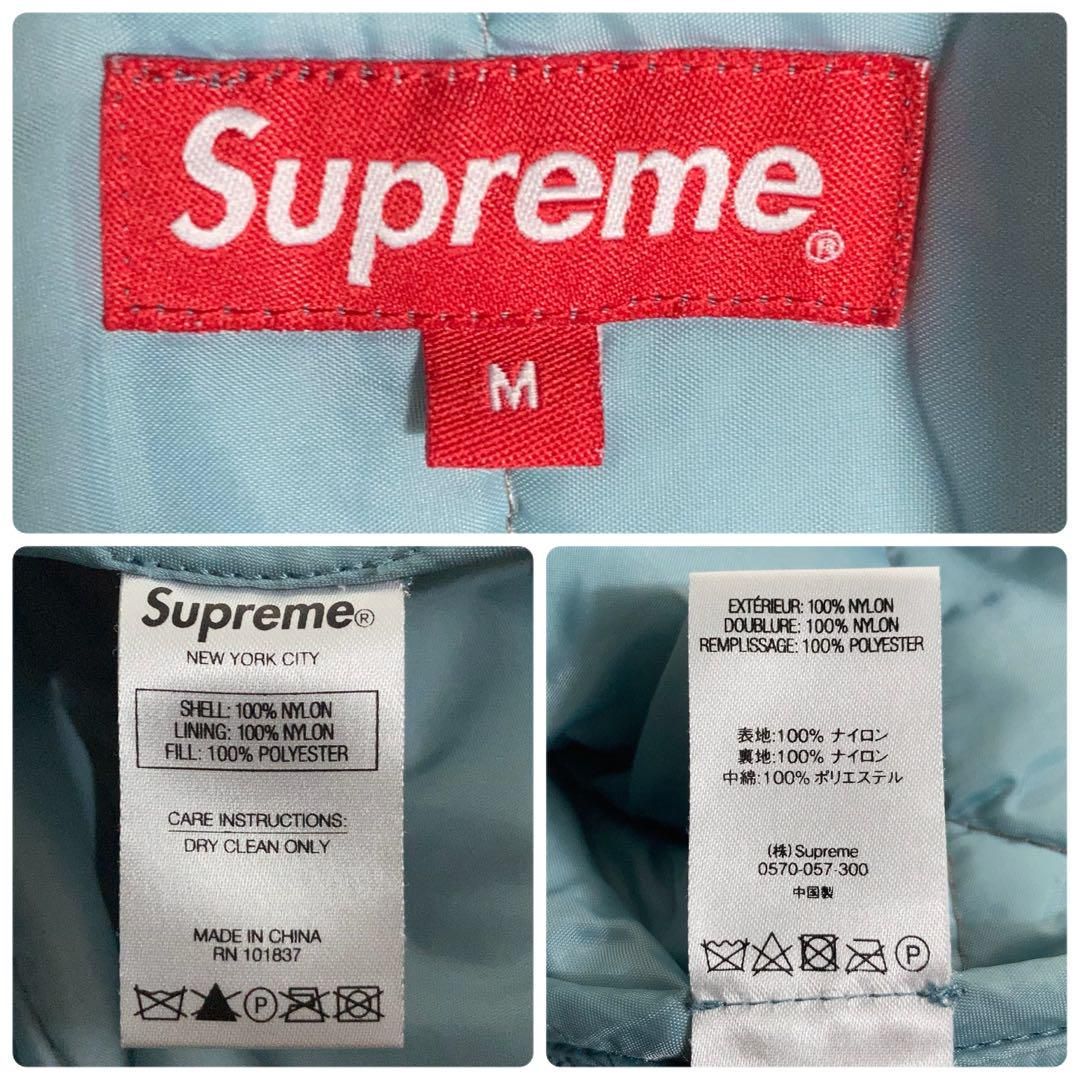 Supreme®
M
Supreme®
NEW YORK CITY
SHELL: 100% NYLON
LINING: 100% NYLON
FILL: 100% POLYESTER
CARE INSTRUCTIONS:
DRY CLEAN ONLY
MADE IN CHINA
RN 101837
P
EXTÉRIEUR: 100% NYLON
DOUBLURE: 100% NYLON
REMPLISSAGE: 100% POLYESTER
表地:100% ナイロン
裏地:100% ナイロン
中綿:100% ポリエステル
(株)Supreme
0570-057-300
中国製
P